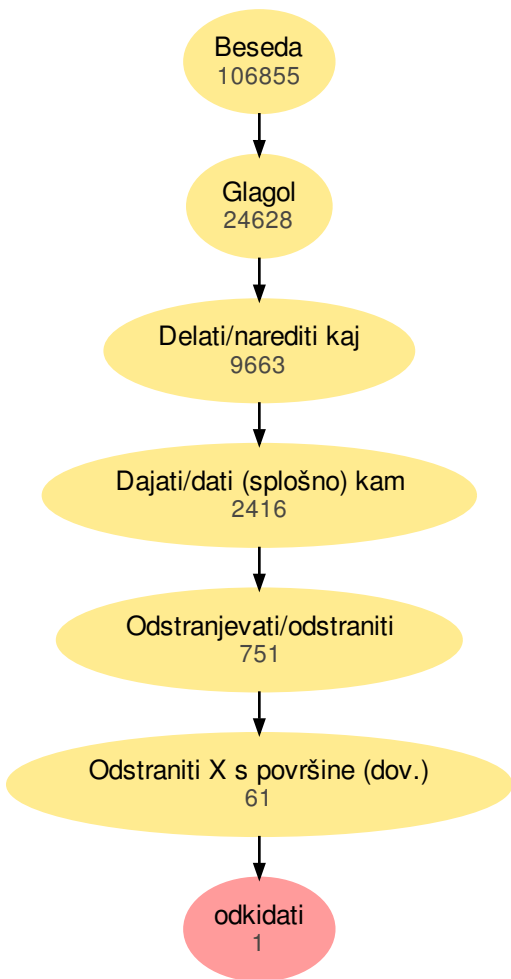 Beseda
106855
Glagol
24628
Delati/narediti kaj
9663
Dajati/dati (splošno) kam
2416
Odstranjevati/odstraniti
751
Odstraniti X s površine (dov.)
61
odkidati
1